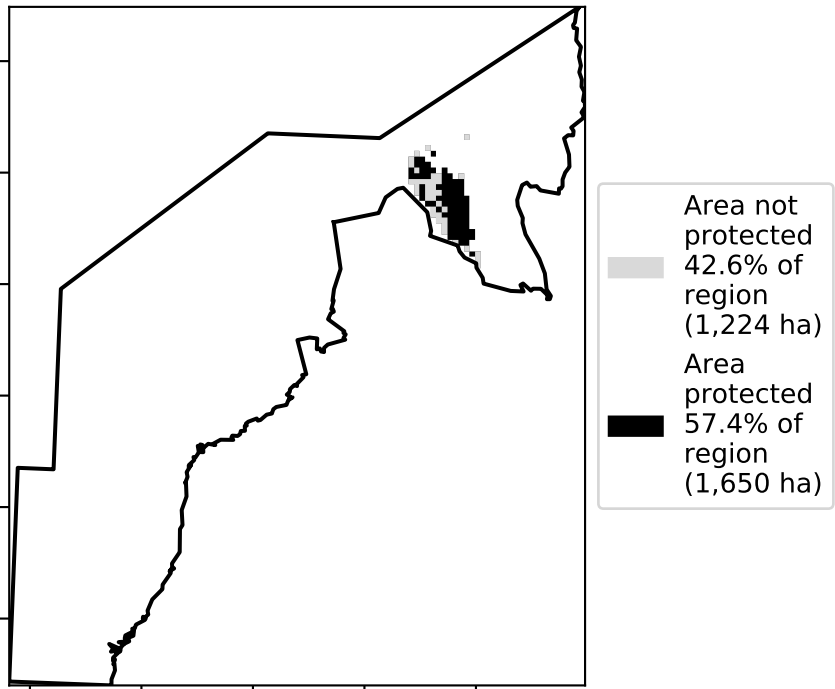 Area not
protected
42.6% of
region
(1,224 ha)
Area
protected
57.4% of
region
(1,650 ha)